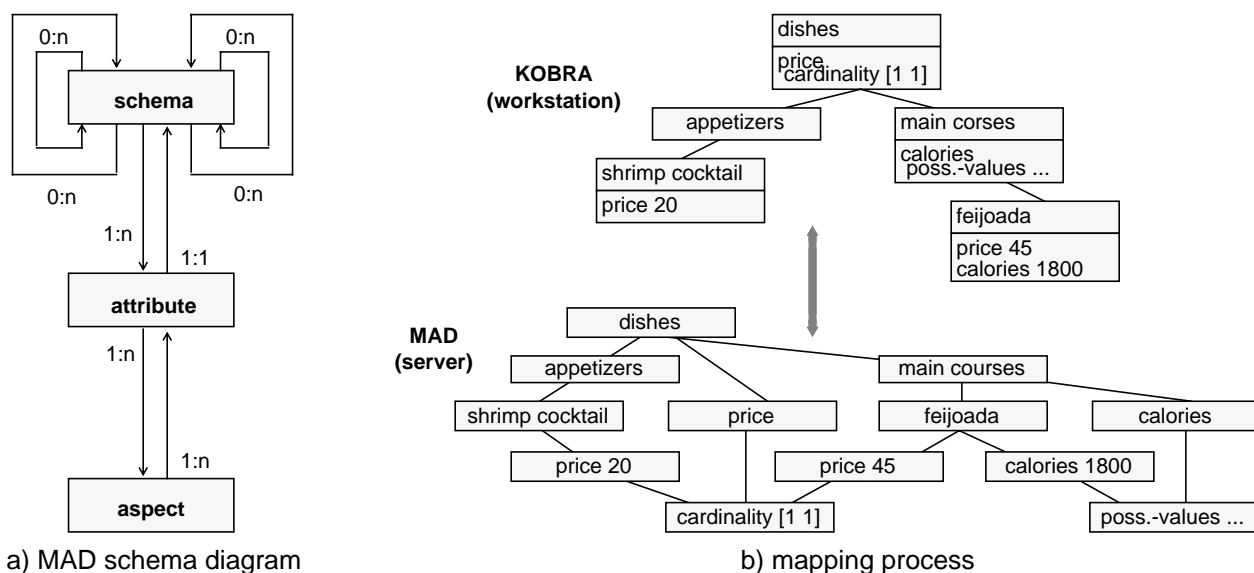 0:n
0:n
schema
0:n
0:n
1:n
1:1
attribute
1:n
1:n
aspect
a) MAD schema diagram
KOBRA
(workstation)
dishes
price
cardinality [1 1]
appetizers
main corses
shrimp cocktail
price 20
calories
poss.-values ...
feijoada
price 45
calories 1800
MAD
(server)
dishes
appetizers
main courses
shrimp cocktail
price
feijoada
calories
price 20
price 45
calories 1800
cardinality [1 1]
poss.-values ...
b) mapping process